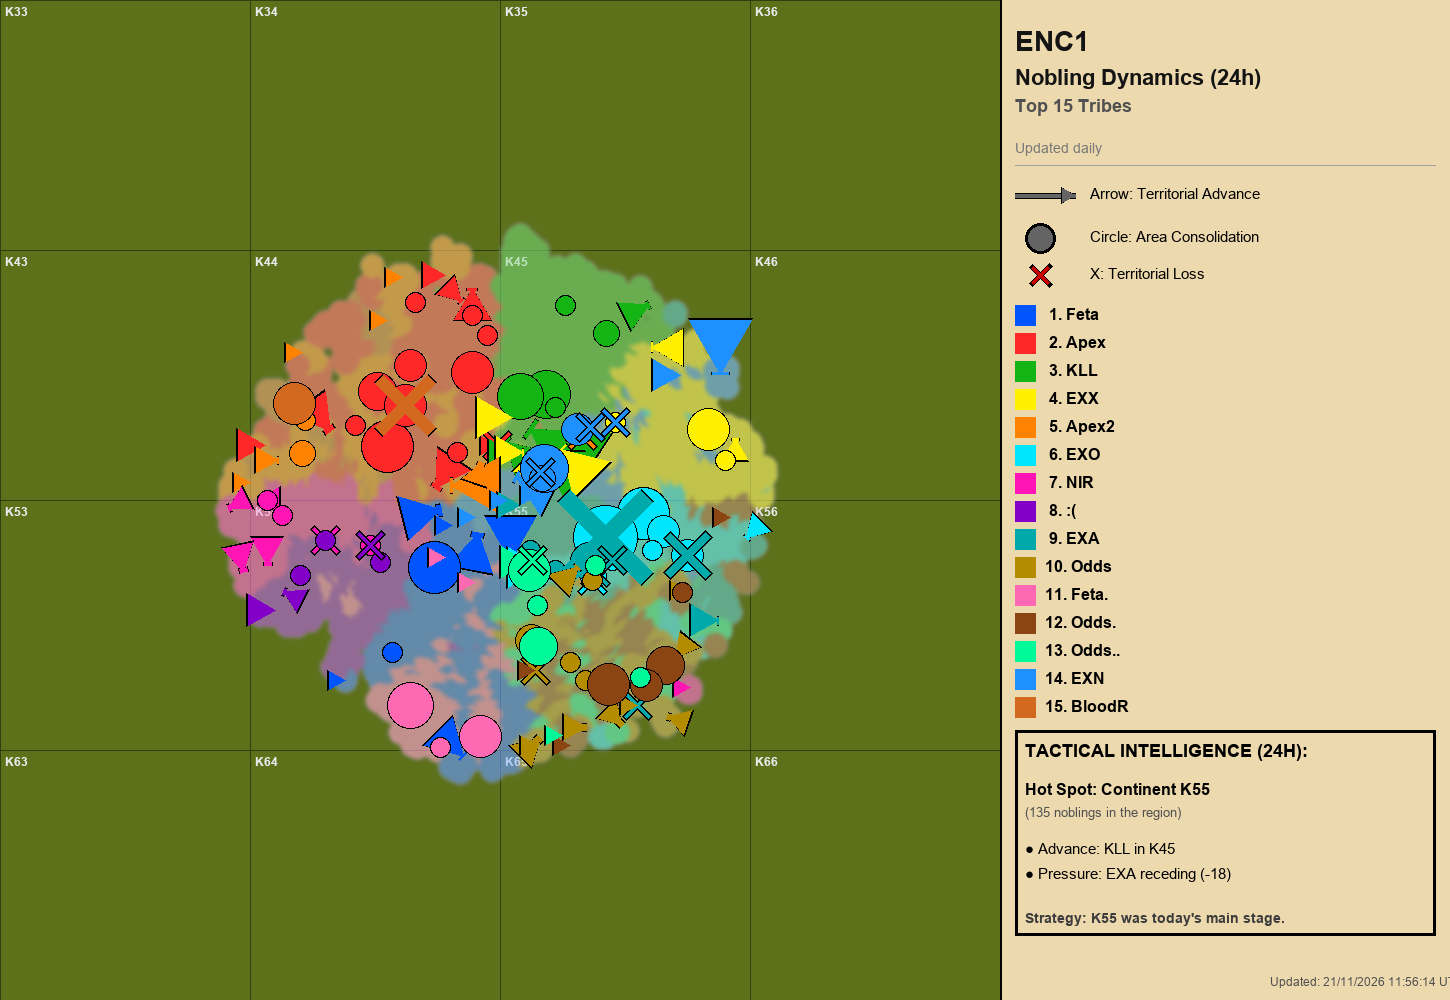 K33
K34
K35
K36
K43
K44
K45
K46
K53
K55
K56
K63
K64
K66
ENC1
Nobling Dynamics (24h)
Top 15 Tribes
Updated daily
Arrow: Territorial Advance
Circle: Area Consolidation
X: Territorial Loss
1. Feta
2. Apex
3. KLL
4. EXX
5. Apex2
6. EXO
7. NIR
8. :(
9. EXA
10. Odds
11. Feta.
12. Odds.
13. Odds..
14. EXN
15. BloodR
TACTICAL INTELLIGENCE (24H):
Hot Spot: Continent K55
(135 noblings in the region)
● Advance: KLL in K45
● Pressure: EXA receding (-18)
Strategy: K55 was today's main stage.
Updated: 21/11/2026 11:56:14 U